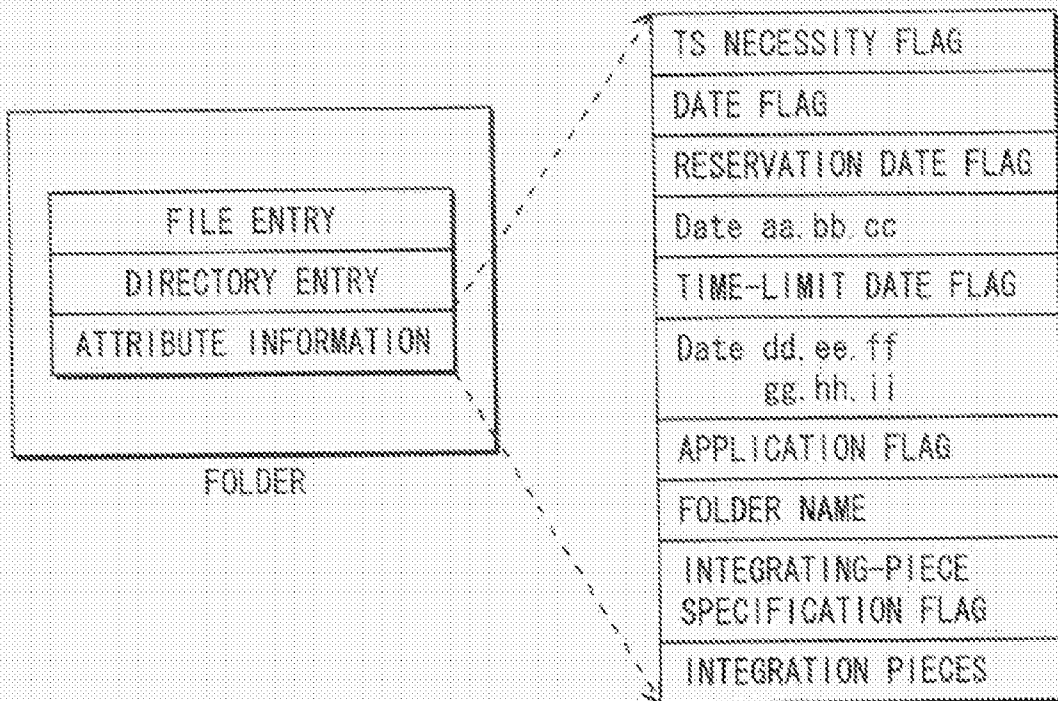 FILE ENTRY
DIRECTORY ENTRY
ATTRIBUTE INFORMATION
FOLDER
TS NECESSITY FLAG
DATE FLAG
RESERVATION DATE FLAG
Date aa.bb.cc
TIME-LIMIT DATE FLAG
Date dd.ee.ff
gg.hh.ii
APPLICATION FLAG
FOLDER NAME
INTEGRATING-PIECE
SPECIFICATION FLAG
INTEGRATION PIECES